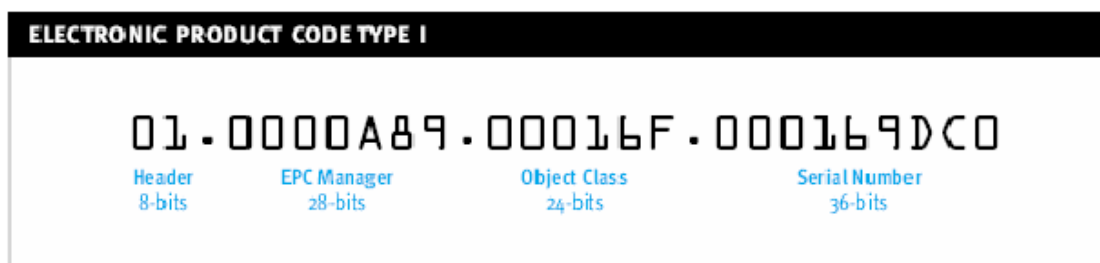 ELECTRONIC PRODUCT CODE TYPE I
01.0000A89.00016F.000169DC0
Header EPC Manager Object Class Serial Number
8-bits 28-bits 24-bits 36-bits